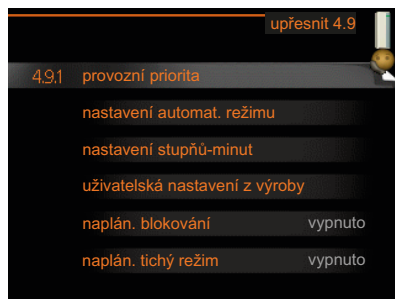 upřesnit 4.9
4.9.1 provozní priorita
nastavení automat. režimu
nastavení stupňů-minut
uživatelská nastavení z výroby
naplán. blokování vypnuto
naplán. tichý režim vypnuto